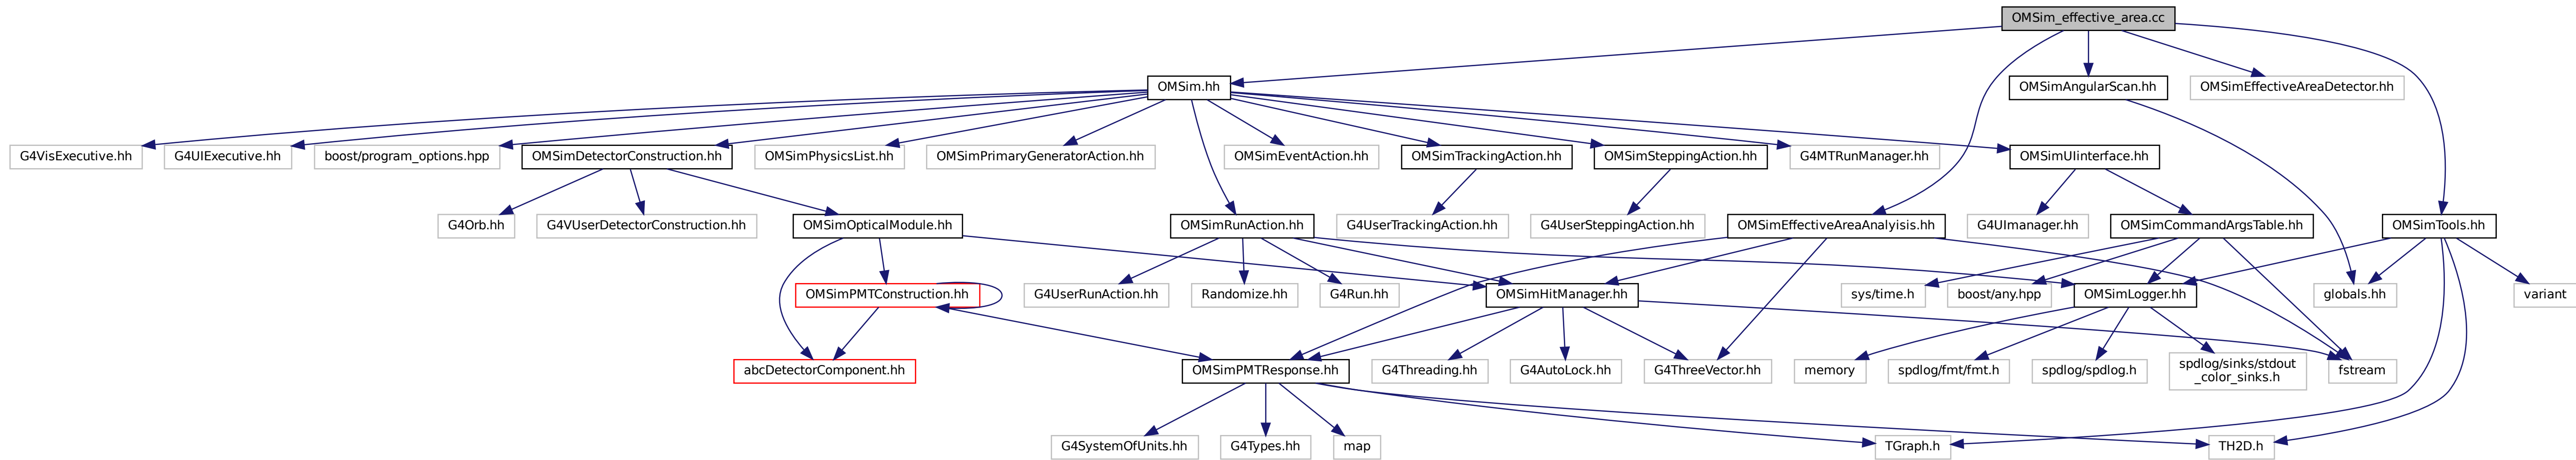 OMSim_effective_area.cc
OMSim.hh
OMSimAngularScan.hh
OMSimEffectiveAreaDetector.hh
G4VisExecutive.hh
G4UIExecutive.hh
boost/program_options.hpp
OMSimDetectorConstruction.hh
OMSimPhysicsList.hh
OMSimPrimaryGeneratorAction.hh
OMSimEventAction.hh
OMSimTrackingAction.hh
OMSimSteppingAction.hh
G4MTRunManager.hh
OMSimUIinterface.hh
G4Orb.hh
G4VUserDetectorConstruction.hh
OMSimOpticalModule.hh
OMSimRunAction.hh
G4UserTrackingAction.hh
G4UserSteppingAction.hh
OMSimEffectiveAreaAnalyisis.hh
G4UImanager.hh
OMSimCommandArgsTable.hh
OMSimTools.hh
OMSimPMTConstruction.hh
G4UserRunAction.hh
Randomize.hh
G4Run.hh
OMSimHitManager.hh
sys/time.h
boost/any.hpp
OMSimLogger.hh
globals.hh
variant
abcDetectorComponent.hh
OMSimPMTResponse.hh
G4Threading.hh
G4AutoLock.hh
G4ThreeVector.hh
memory
spdlog/fmt/fmt.h
spdlog/spdlog.h
spdlog/sinks/stdout
_color_sinks.h
fstream
G4SystemOfUnits.hh
G4Types.hh
map
TGraph.h
TH2D.h